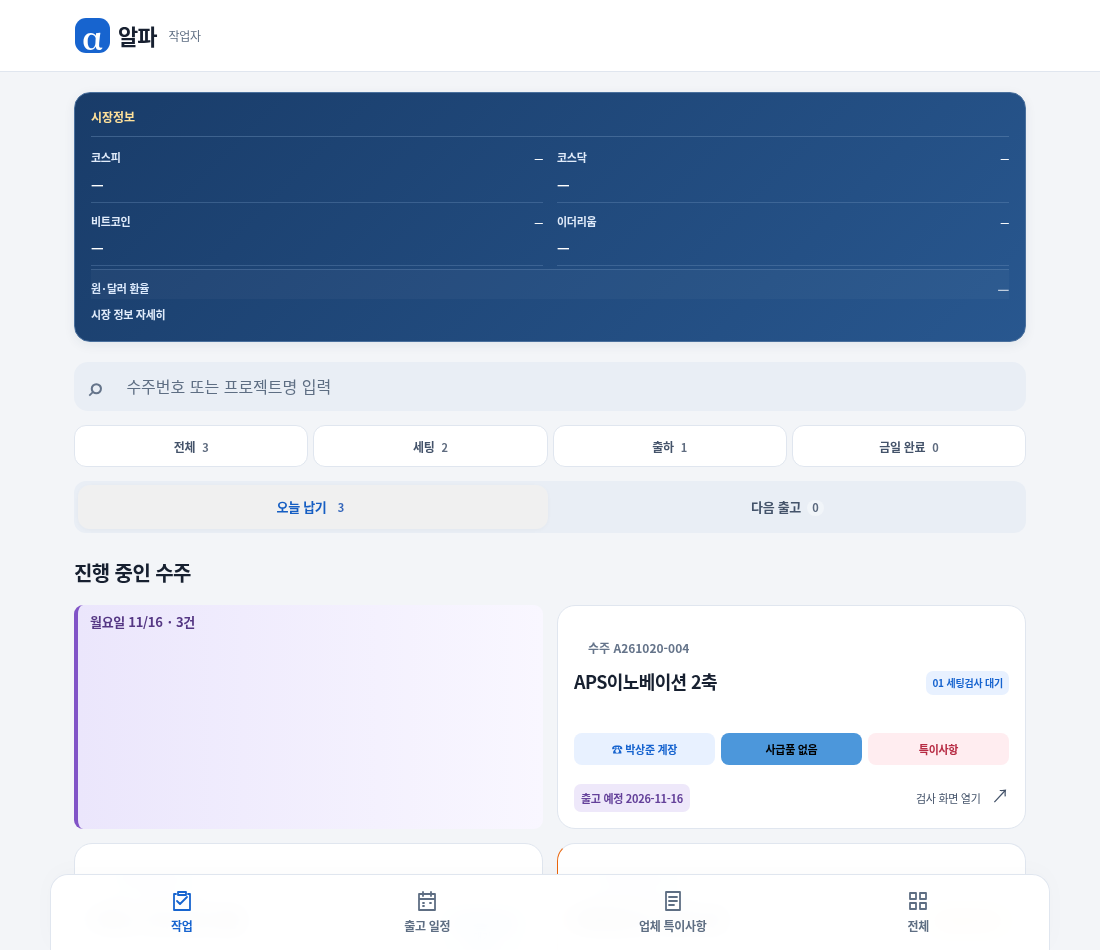 α 알파 작업자
시장정보
코스피 —
—
코스닥 —
—
비트코인 —
—
이더리움 —
—
원·달러 환율 —
시장 정보 자세히
수주번호 또는 프로젝트명 입력
전체 3
세팅 2
출하 1
금일 완료 0
오늘 납기 3
다음 출고 0
진행 중인 수주
월요일 11/16 · 3건
수주 A261020-004
APS이노베이션 2축
01 세팅검사 대기
☎ 박상준 계장
사급품 없음
특이사항
출고 예정 2026-11-16
검사 화면 열기 ↗
작업
출고 일정
업체 특이사항
전체